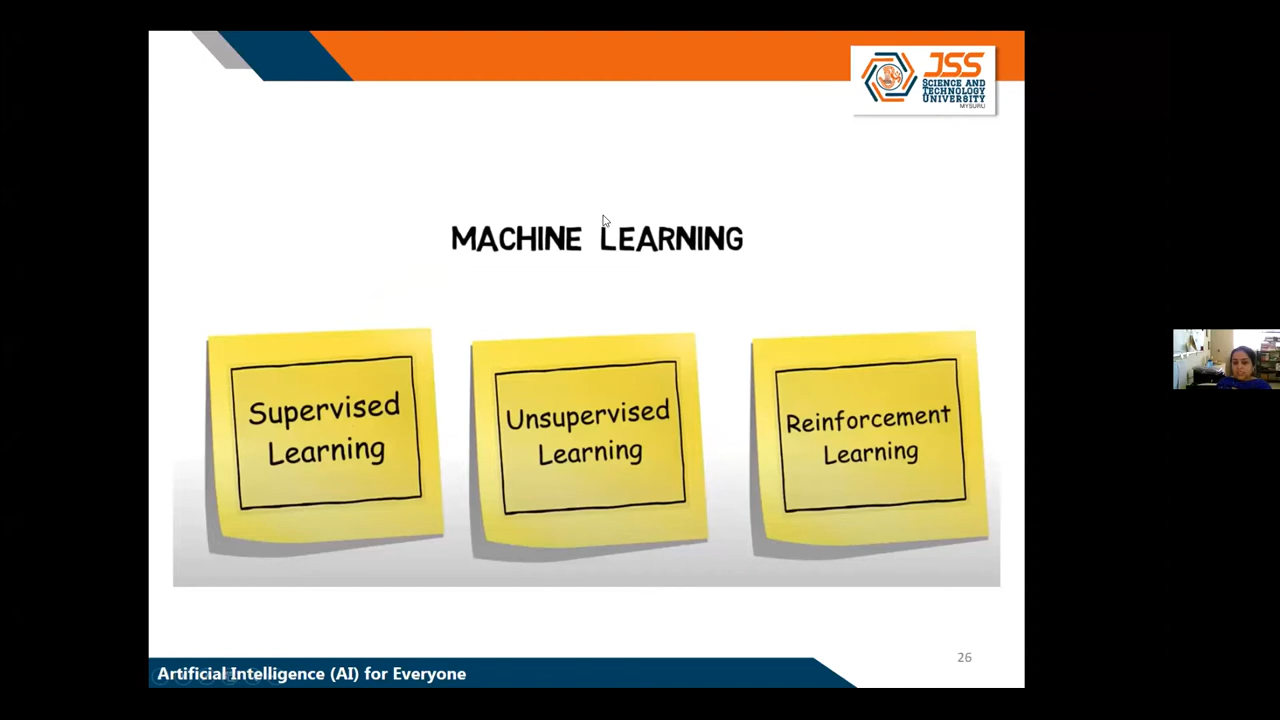 JSS
SCIENCE AND
TECHNOLOGY
UNIVERSITY
MYSURU
MACHINE LEARNING
Supervised
Learning
Unsupervised
Learning
Reinforcement
Learning
26
Artificial Intelligence (AI) for Everyone